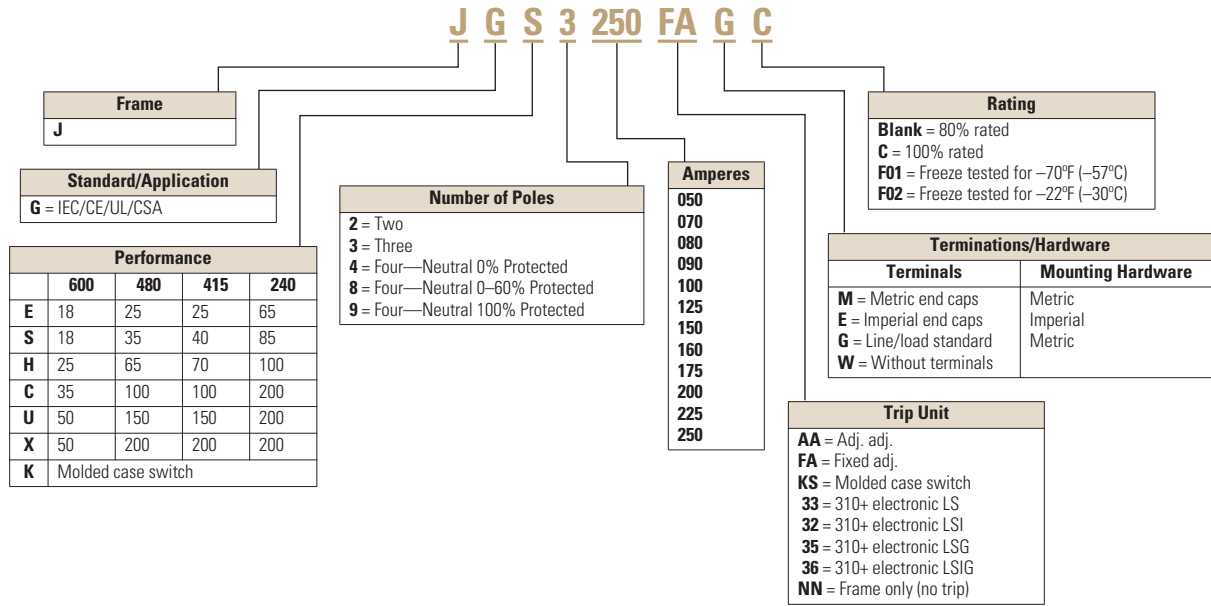 J G S 3 250 FA G C
Frame
J
Standard/Application
G = IEC/CE/UL/CSA
Performance
600 480 415 240
E 18 25 25 65
S 18 35 40 85
H 25 65 70 100
C 35 100 100 200
U 50 150 150 200
X 50 200 200 200
K Molded case switch
Number of Poles
2 = Two
3 = Three
4 = Four—Neutral 0% Protected
8 = Four—Neutral 0–60% Protected
9 = Four—Neutral 100% Protected
Amperes
050
070
080
090
100
125
150
160
175
200
225
250
Rating
Blank = 80% rated
C = 100% rated
F01 = Freeze tested for –70ºF (–57ºC)
F02 = Freeze tested for –22ºF (–30ºC)
Terminations/Hardware
Terminals Mounting Hardware
M = Metric end caps Metric
E = Imperial end caps Imperial
G = Line/load standard Metric
W = Without terminals
Trip Unit
AA = Adj. adj.
FA = Fixed adj.
KS = Molded case switch
33 = 310+ electronic LS
32 = 310+ electronic LSI
35 = 310+ electronic LSG
36 = 310+ electronic LSIG
NN = Frame only (no trip)